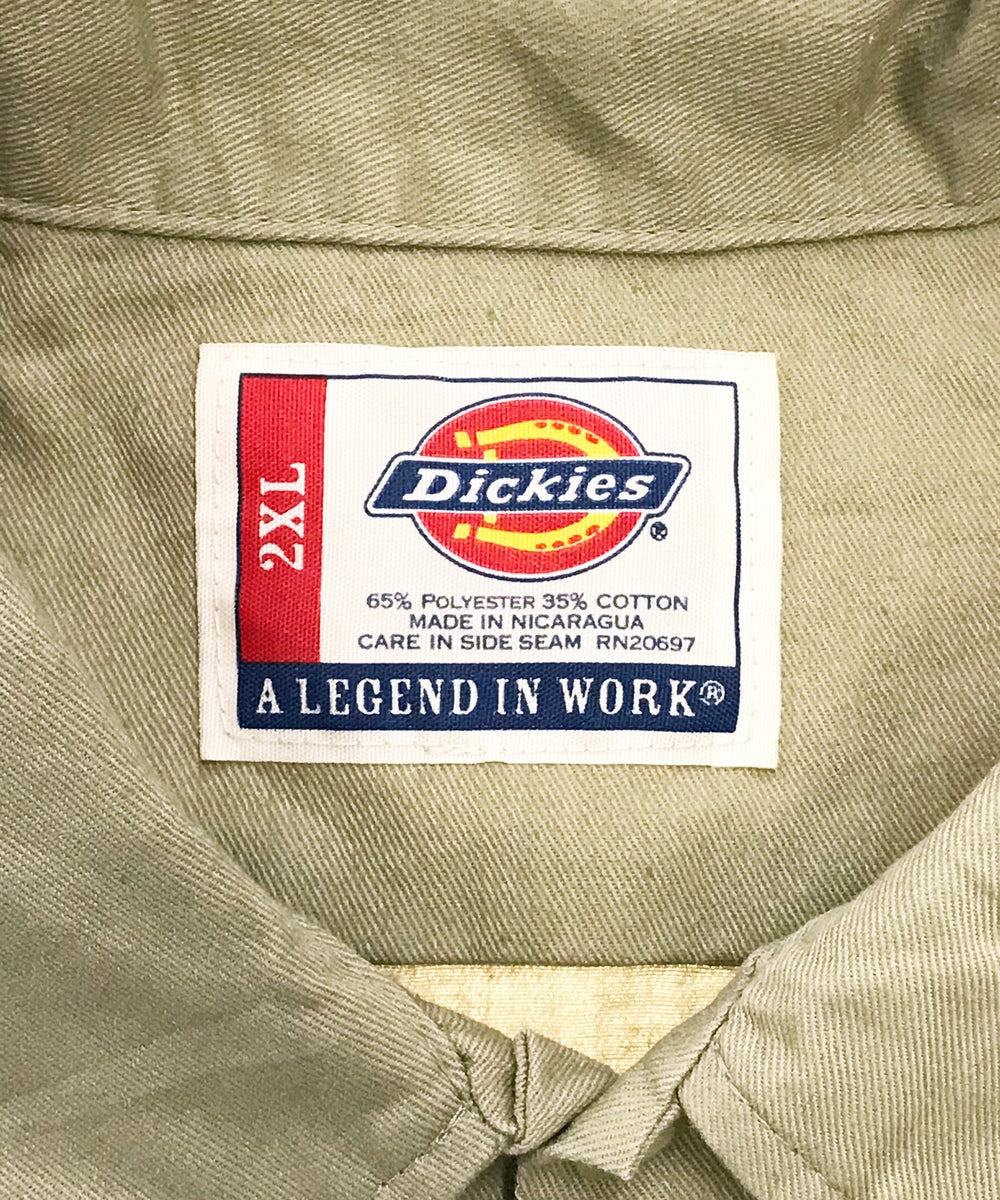 2XL
Dickies®
65% POLYESTER 35% COTTON
MADE IN NICARAGUA
CARE IN SIDE SEAM RN20697
A LEGEND IN WORK®